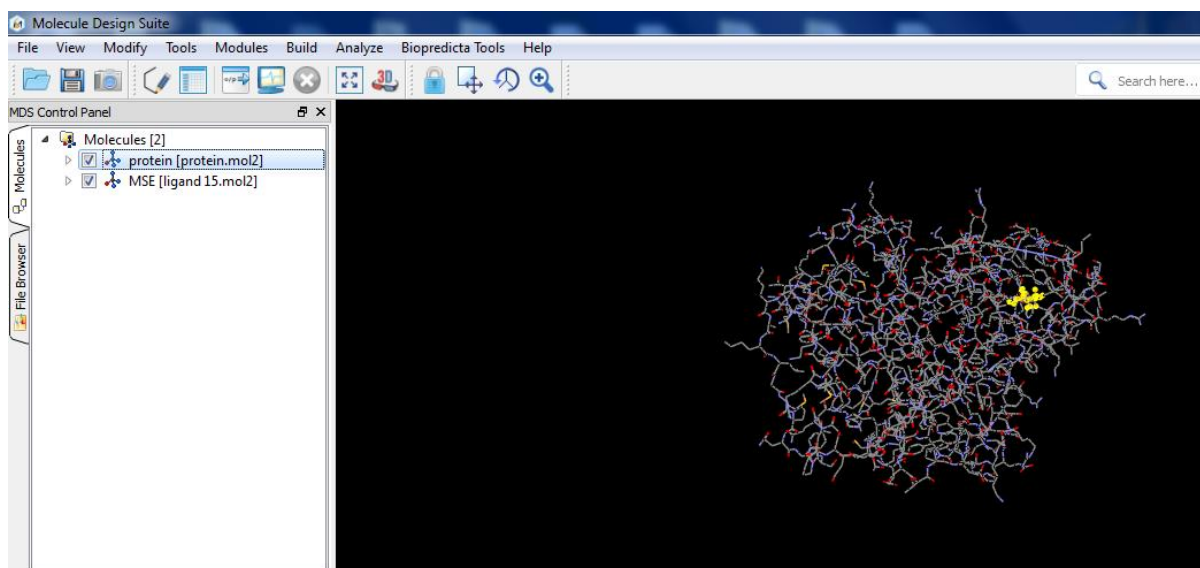 Molecule Design Suite
File View Modify Tools Modules Build Analyze Biopredicta Tools Help
3D
Search here...
MDS Control Panel
Molecules
File Browser
Molecules [2]
protein [protein.mol2]
MSE [ligand 15.mol2]